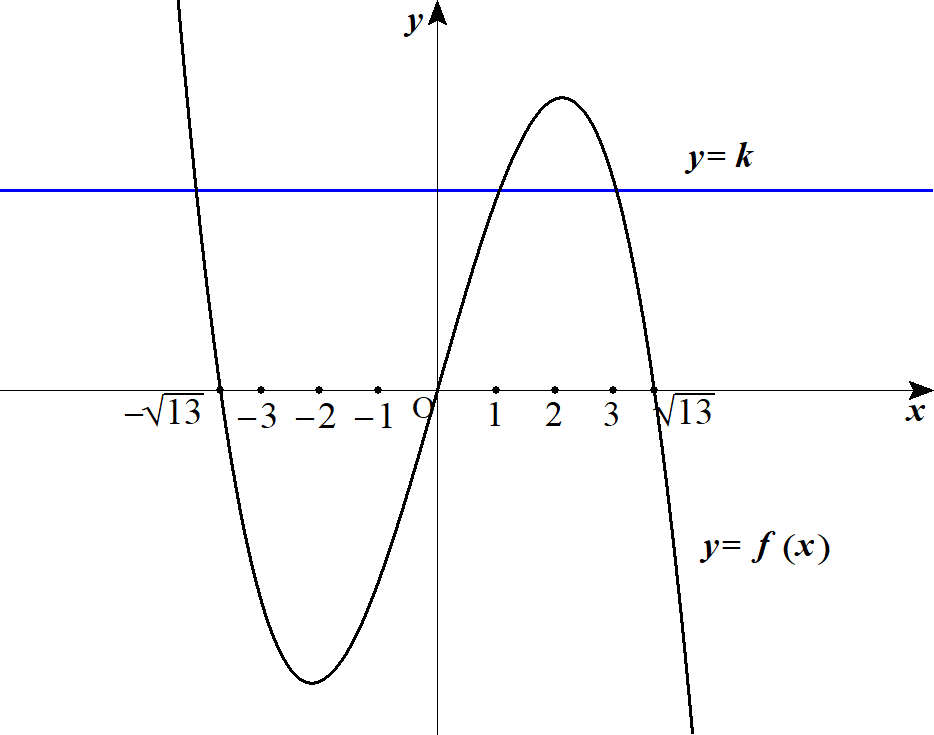 y
y= k
−√13 −3 −2 −1 O 1 2 3 √13 x
y= f (x)